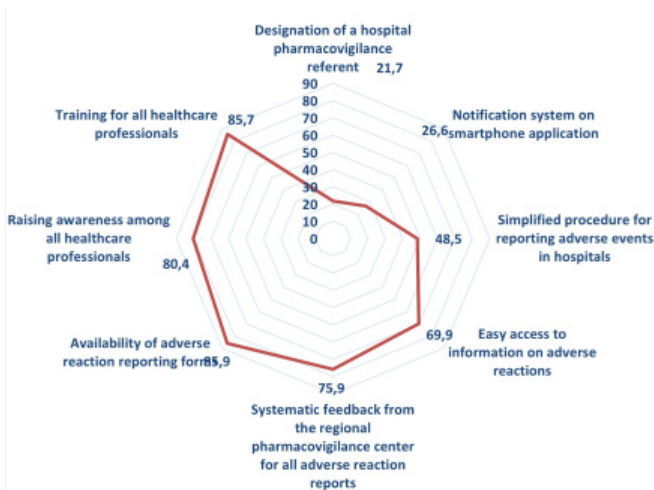 Designation of a hospital
pharmacovigilance
referent
21,7
90
80
70
60
50
40
30
20
10
0
Notification system on
smartphone application
26,6
Simplified procedure for
reporting adverse events
in hospitals
48,5
Easy access to
information on adverse
reactions
69,9
75,9
Systematic feedback from
the regional
pharmacovigilance center
for all adverse reaction
reports
Availability of adverse
reaction reporting forms
85,9
Raising awareness among
all healthcare
professionals
80,4
Training for all healthcare
professionals
85,7